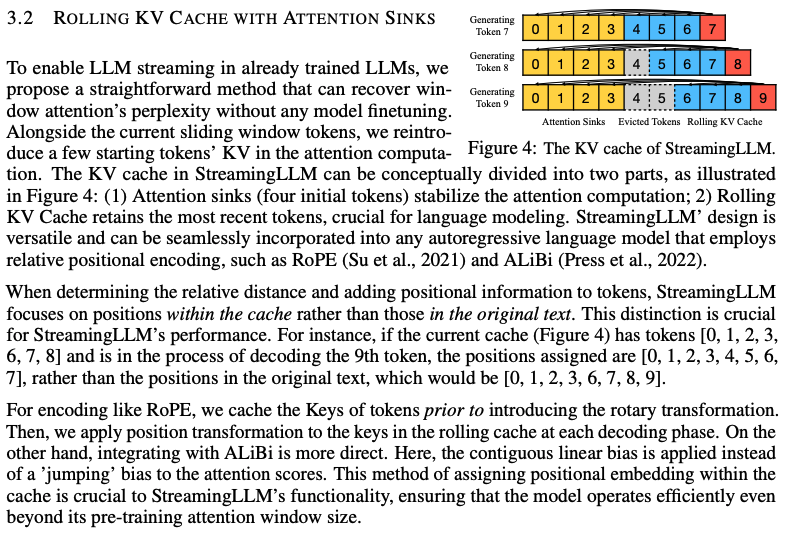 3.2 ROLLING KV CACHE WITH ATTENTION SINKS
To enable LLM streaming in already trained LLMs, we
propose a straightforward method that can recover win-
dow attention's perplexity without any model finetuning.
Alongside the current sliding window tokens, we reintro-
duce a few starting tokens' KV in the attention computa-
Generating
Token 7
0 1 2 3 4 5 6 7
Generating
Token 8
0 1 2 3 4 5 6 7 8
Generating
Token 9
0 1 2 3 4 5 6 7 8 9
Attention Sinks Evicted Tokens Rolling KV Cache
Figure 4: The KV cache of StreamingLLM.
tion. The KV cache in StreamingLLM can be conceptually divided into two parts, as illustrated
in Figure 4: (1) Attention sinks (four initial tokens) stabilize the attention computation; 2) Rolling
KV Cache retains the most recent tokens, crucial for language modeling. StreamingLLM' design is
versatile and can be seamlessly incorporated into any autoregressive language model that employs
relative positional encoding, such as RoPE (Su et al., 2021) and ALiBi (Press et al., 2022).
When determining the relative distance and adding positional information to tokens, StreamingLLM
focuses on positions within the cache rather than those in the original text. This distinction is crucial
for StreamingLLM's performance. For instance, if the current cache (Figure 4) has tokens [0, 1, 2, 3,
6, 7, 8] and is in the process of decoding the 9th token, the positions assigned are [0, 1, 2, 3, 4, 5, 6,
7], rather than the positions in the original text, which would be [0, 1, 2, 3, 6, 7, 8, 9].
For encoding like RoPE, we cache the Keys of tokens prior to introducing the rotary transformation.
Then, we apply position transformation to the keys in the rolling cache at each decoding phase. On the
other hand, integrating with ALiBi is more direct. Here, the contiguous linear bias is applied instead
of a 'jumping' bias to the attention scores. This method of assigning positional embedding within the
cache is crucial to StreamingLLM's functionality, ensuring that the model operates efficiently even
beyond its pre-training attention window size.